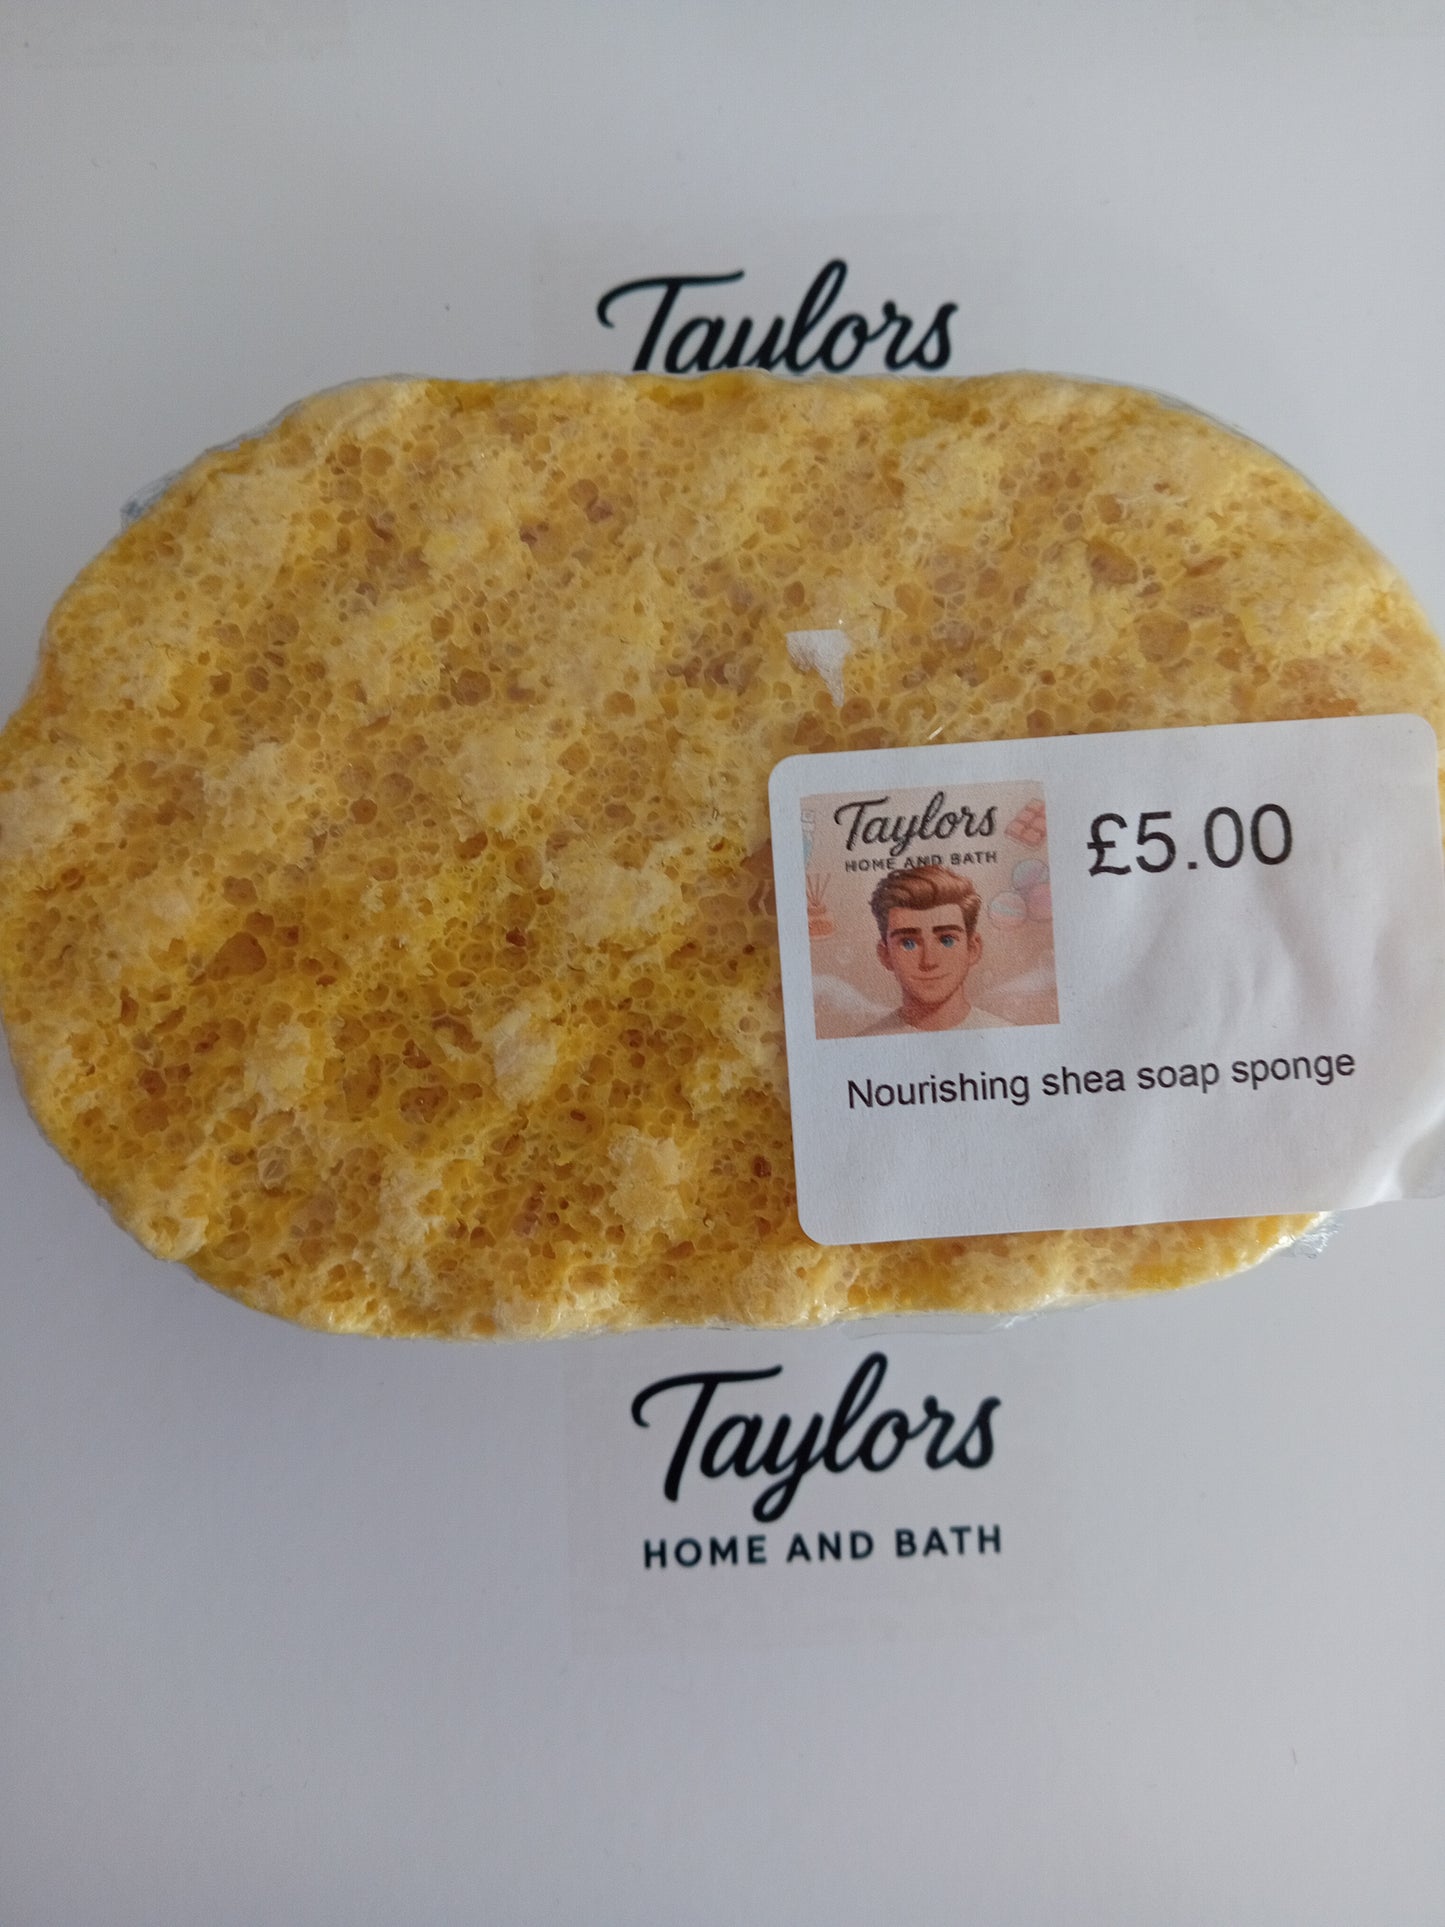 Taylors
Taylors
HOME AND BATH
£5.00
Nourishing shea soap sponge
Taylors
HOME AND BATH